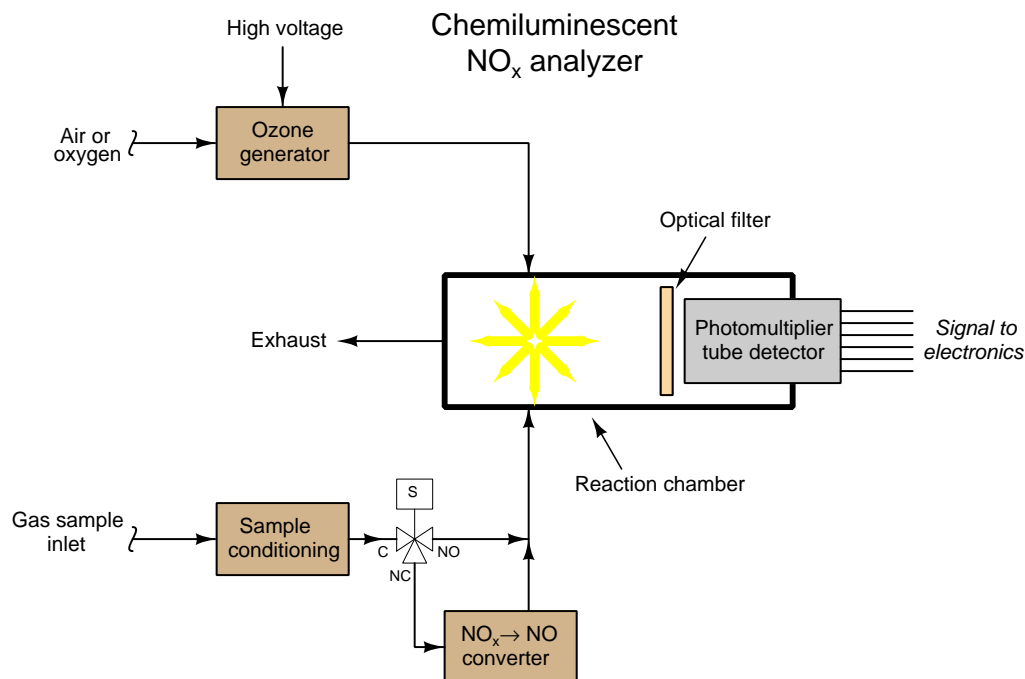 Chemiluminescent
NOx analyzer
High voltage
Air or
oxygen
Ozone
generator
Optical filter
Exhaust
Photomultiplier
tube detector
Signal to
electronics
Reaction chamber
Gas sample
inlet
Sample
conditioning
S
C
NO
NC
NOx → NO
converter